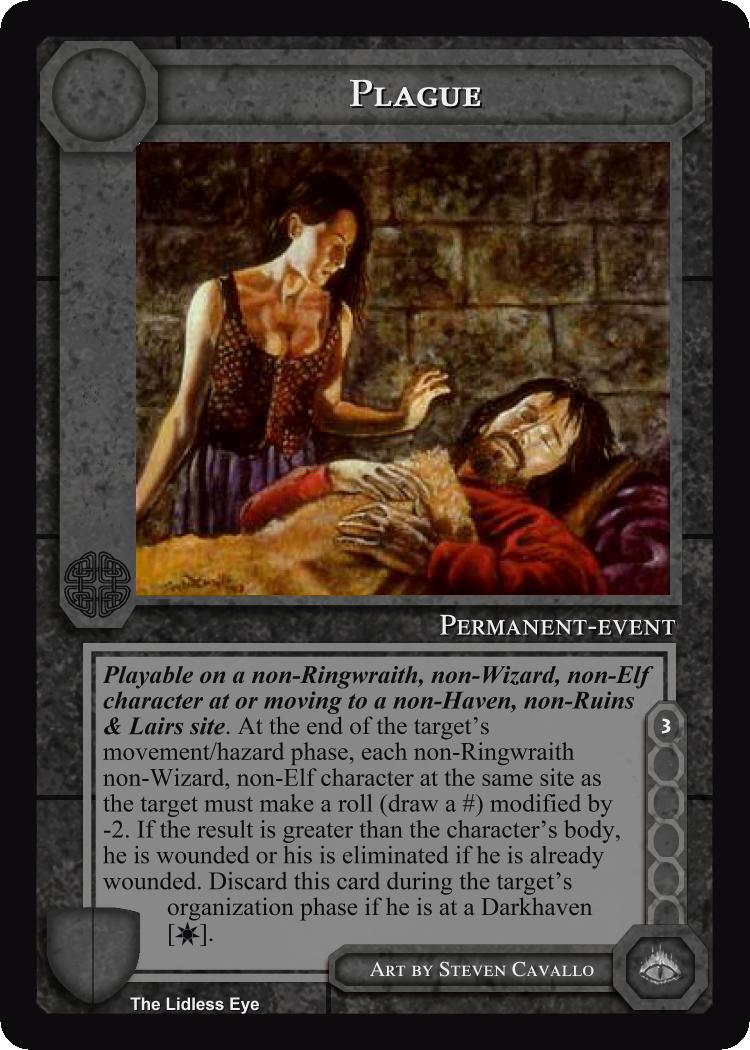 Plague
Permanent-event
Playable on a non-Ringwraith, non-Wizard, non-Elf
character at or moving to a non-Haven, non-Ruins
& Lairs site. At the end of the target's
movement/hazard phase, each non-Ringwraith
non-Wizard, non-Elf character at the same site as
the target must make a roll (draw a #) modified by
-2. If the result is greater than the character's body,
he is wounded or his is eliminated if he is already
wounded. Discard this card during the target's
organization phase if he is at a Darkhaven
[☀].
3
Art by Steven Cavallo
The Lidless Eye